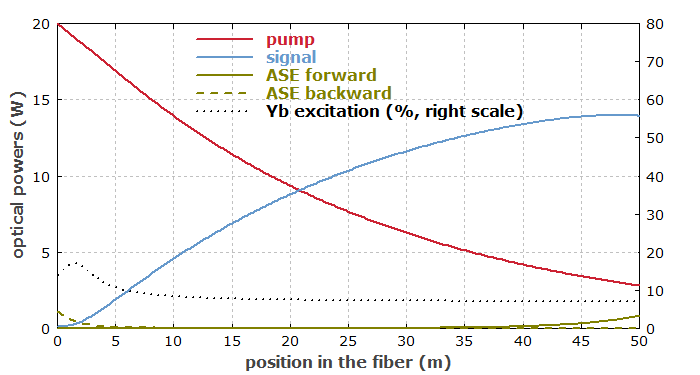 20
15
10
5
0
optical powers (W)
pump
signal
ASE forward
ASE backward
Yb excitation (%, right scale)
80
70
60
50
40
30
20
10
0
0 5 10 15 20 25 30 35 40 45 50
position in the fiber (m)